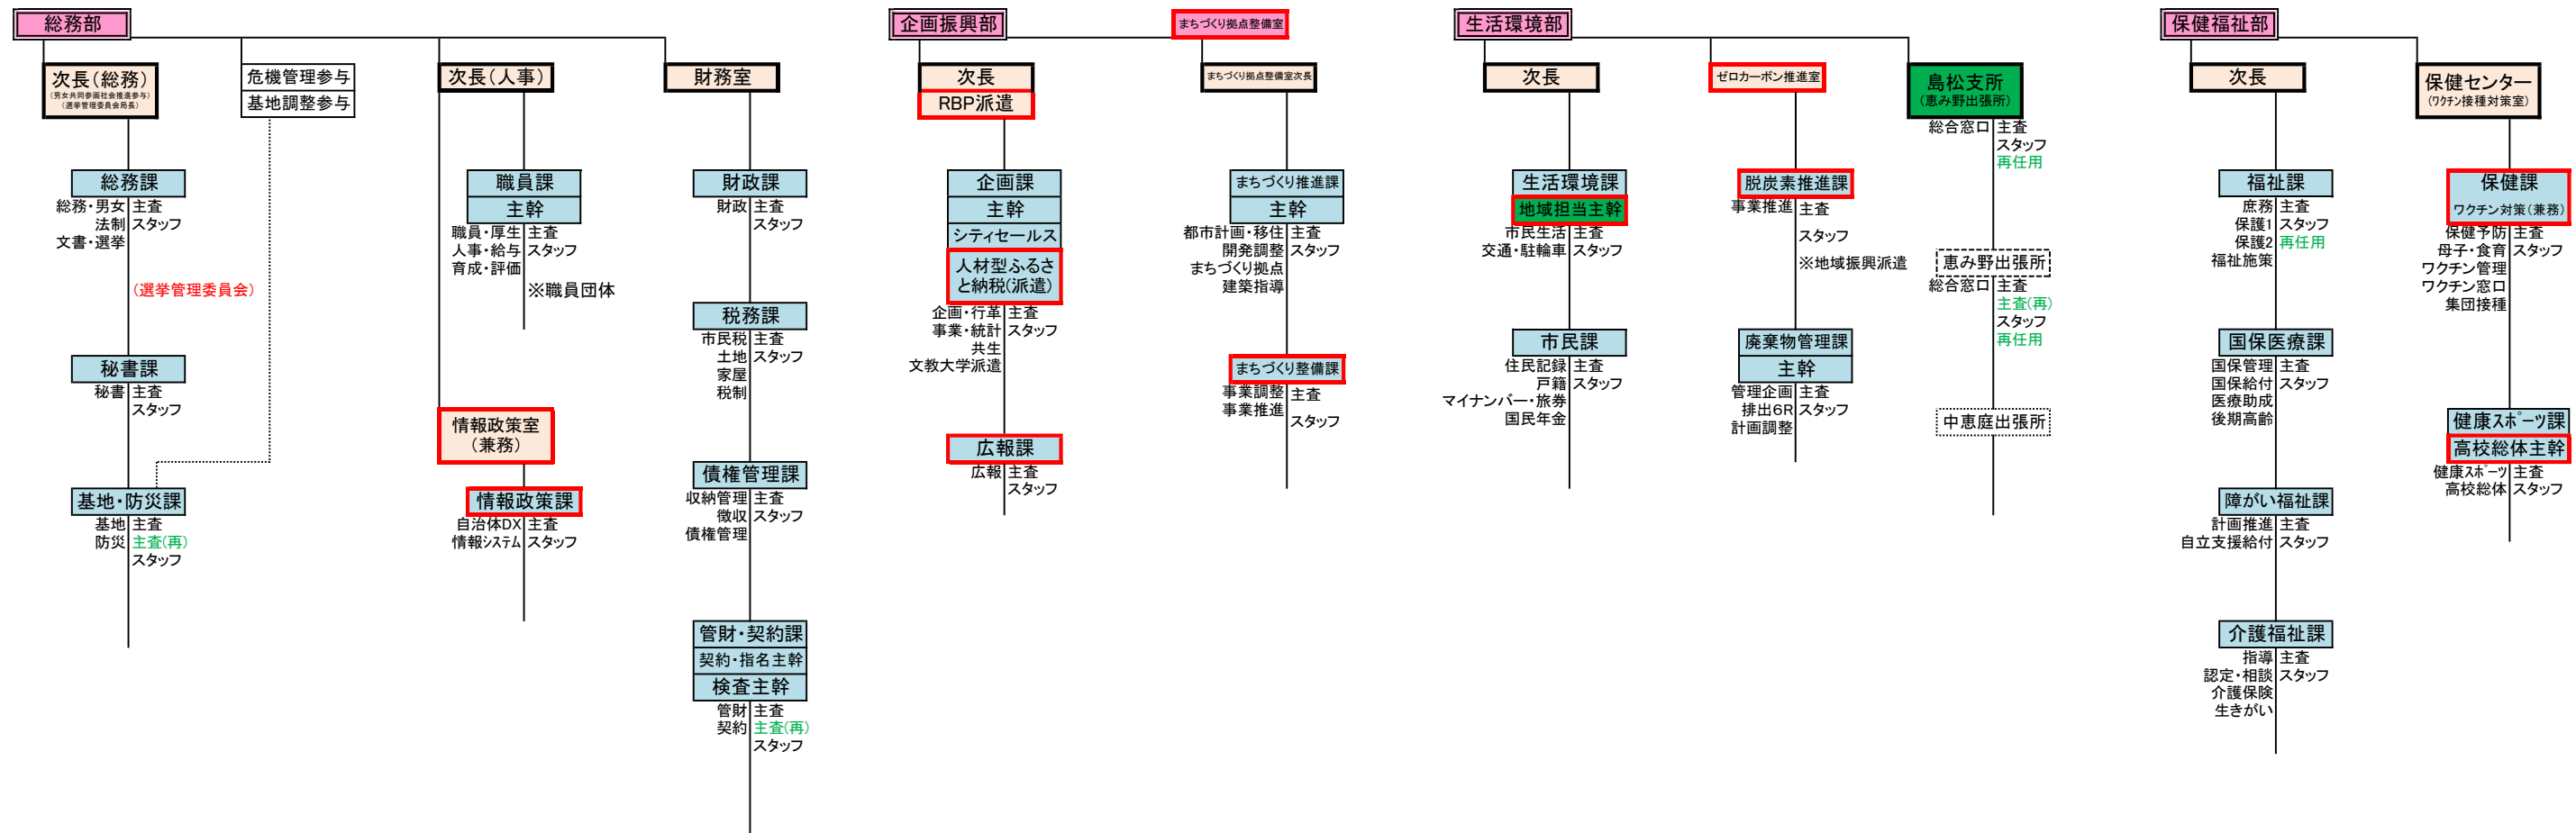 総務部
次長(総務)
(男女共同参画社会推進参与)
(選挙管理委員会局長)
総務課
総務・男女 主査
法制 スタッフ
文書・選挙
(選挙管理委員会)
秘書課
秘書 主査
スタッフ
基地・防災課
基地 主査
防災 主査(再)
スタッフ
危機管理参与
基地調整参与
次長(人事)
職員課
主幹
職員・厚生 主査
人事・給与 スタッフ
育成・評価
※職員団体
情報政策室
(兼務)
情報政策課
自治体DX 主査
情報システム スタッフ
財務室
財政課
財政 主査
スタッフ
税務課
市民税 主査
土地 スタッフ
家屋
税制
債権管理課
収納管理 主査
徴収 スタッフ
債権管理
管財・契約課
契約・指名主幹
検査主幹
管財 主査
契約 主査(再)
スタッフ
企画振興部
次長
RBP派遣
企画課
主幹
シティセールス
人材型ふるさ
と納税(派遣)
企画・行革 主査
事業・統計 スタッフ
共生
文教大学派遣
広報課
広報 主査
スタッフ
まちづくり拠点整備室
まちづくり拠点整備室次長
まちづくり推進課
主幹
都市計画・移住 主査
開発調整 スタッフ
まちづくり拠点
建築指導
まちづくり整備課
事業調整 主査
事業推進
スタッフ
生活環境部
次長
生活環境課
地域担当主幹
市民生活 主査
交通・駐輪車 スタッフ
市民課
住民記録 主査
戸籍 スタッフ
マイナンバー・旅券
国民年金
ゼロカーボン推進室
脱炭素推進課
事業推進 主査
スタッフ
※地域振興派遣
廃棄物管理課
主幹
管理企画 主査
排出6R スタッフ
計画調整
島松支所
(恵み野出張所)
総合窓口 主査
スタッフ
再任用
恵み野出張所
総合窓口 主査
主査(再)
スタッフ
再任用
中恵庭出張所
保健福祉部
次長
福祉課
庶務 主査
保護1 スタッフ
保護2 再任用
福祉施策
国保医療課
国保管理 主査
国保給付 スタッフ
医療助成
後期高齢
障がい福祉課
計画推進 主査
自立支援給付 スタッフ
介護福祉課
指導 主査
認定・相談 スタッフ
介護保険
生きがい
保健センター
(ワクチン接種対策室)
保健課
ワクチン対策(兼務)
保健予防 主査
母子・食育 スタッフ
ワクチン管理
ワクチン窓口
集団接種
健康スポーツ課
高校総体主幹
健康スポーツ 主査
高校総体 スタッフ